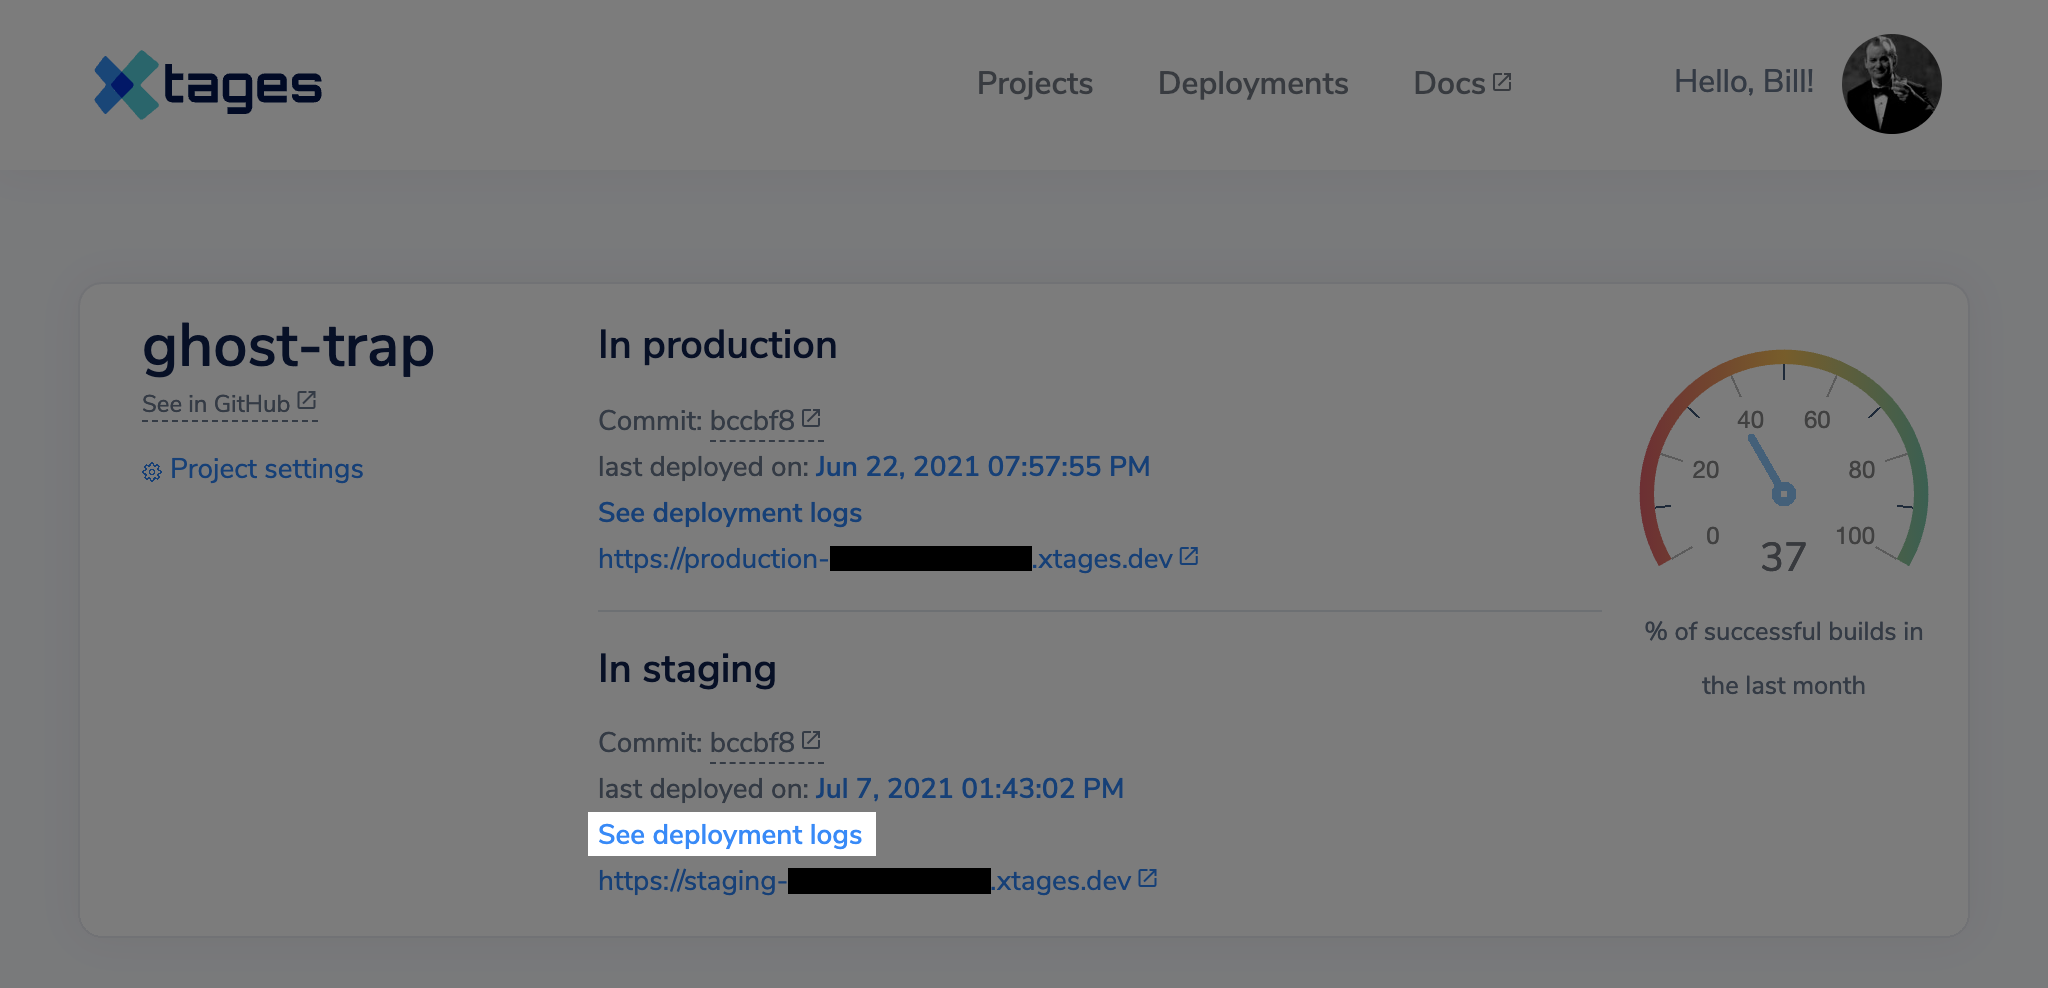 xtages
Projects
Deployments
Docs
Hello, Bill!
ghost-trap
See in GitHub
Project settings
In production
Commit: bccbf8
last deployed on: Jun 22, 2021 07:57:55 PM
See deployment logs
https://production-
.xtages.dev
In staging
Commit: bccbf8
last deployed on: Jul 7, 2021 01:43:02 PM
See deployment logs
https://staging-
.xtages.dev
0
20
40
60
80
100
37
% of successful builds in
the last month